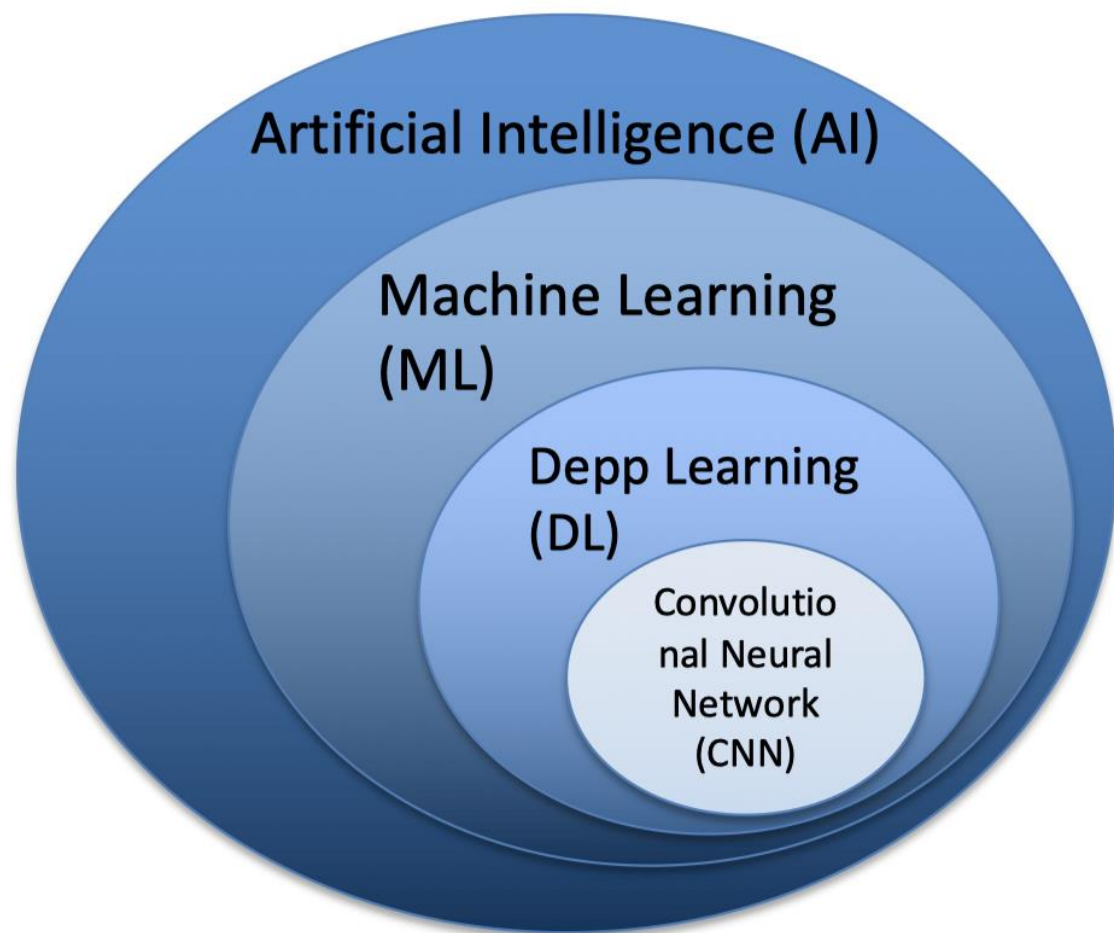 Artificial Intelligence (AI)
Machine Learning
(ML)
Depp Learning
(DL)
Convolutio
nal Neural
Network
(CNN)